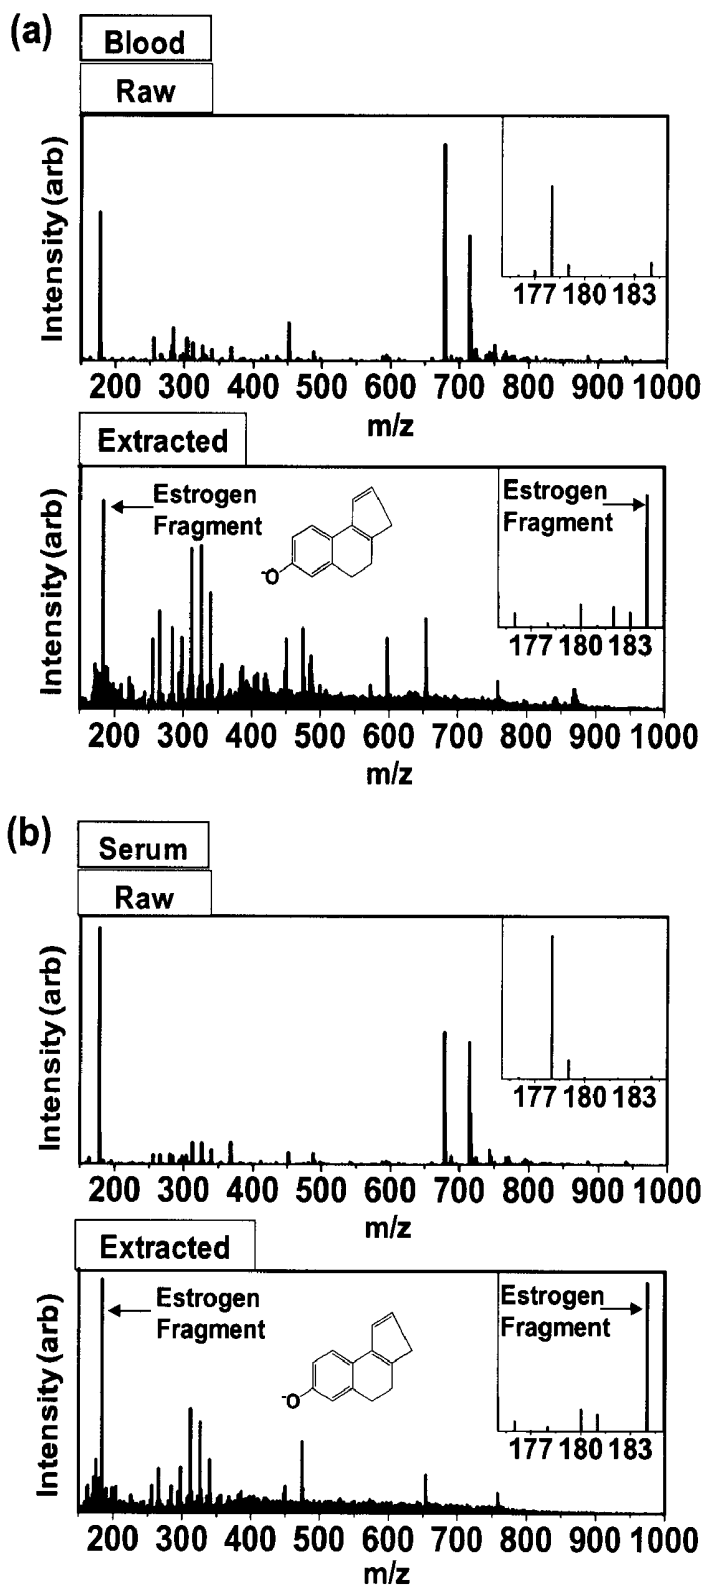 (a)
Blood
Raw
Intensity (arb)
177 180 183
200 300 400 500 600 700 800 900 1000
m/z
Extracted
Intensity (arb)
Estrogen
Fragment
-O
Estrogen
Fragment
177 180 183
200 300 400 500 600 700 800 900 1000
m/z
(b)
Serum
Raw
Intensity (arb)
177 180 183
200 300 400 500 600 700 800 900 1000
m/z
Extracted
Intensity (arb)
Estrogen
Fragment
-O
Estrogen
Fragment
177 180 183
200 300 400 500 600 700 800 900 1000
m/z